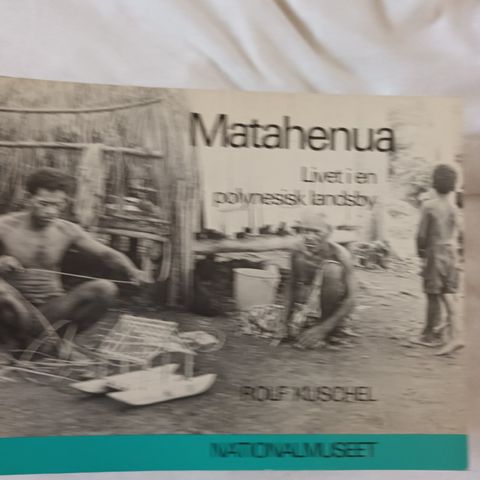 Matahenua
Livet i en
polynesisk landsby
ROLF KUSCHEL
NATIONALMUSEET